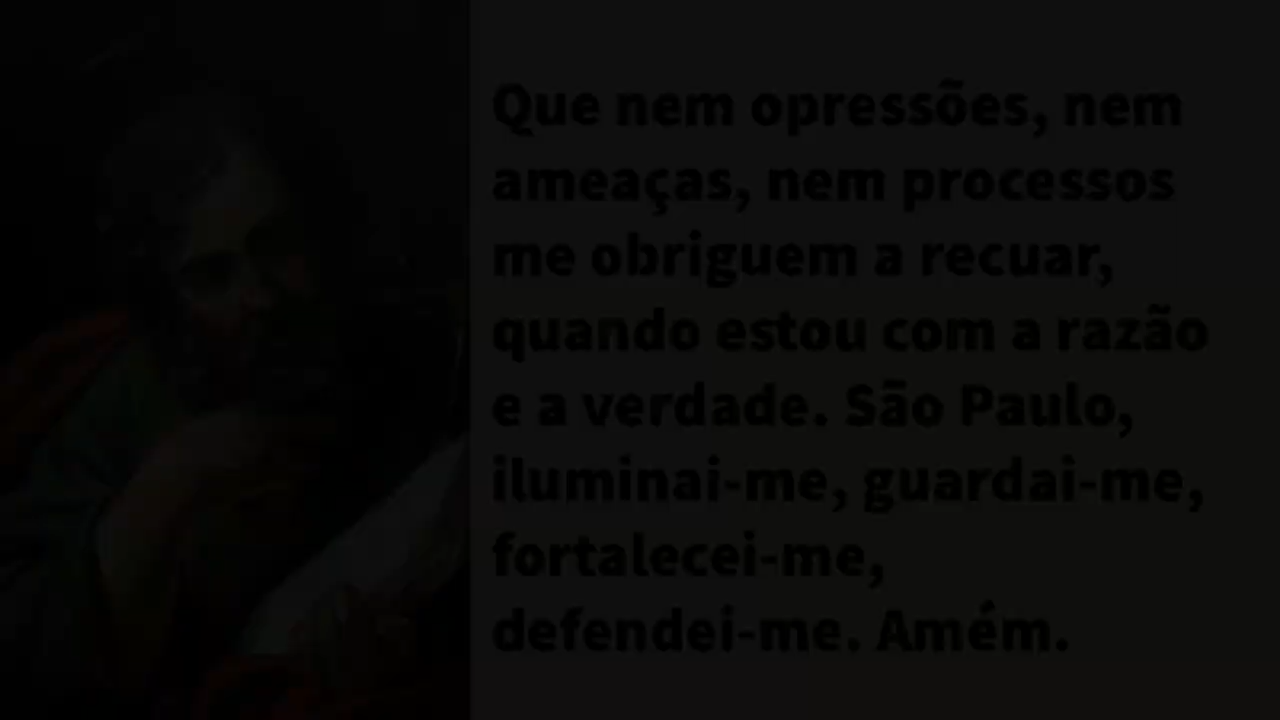 Que nem opressões, nem
ameaças, nem processos
me obriguem a recuar,
quando estou com a razão
e a verdade. São Paulo,
iluminai-me, guardai-me,
fortalecei-me,
defendei-me. Amém.